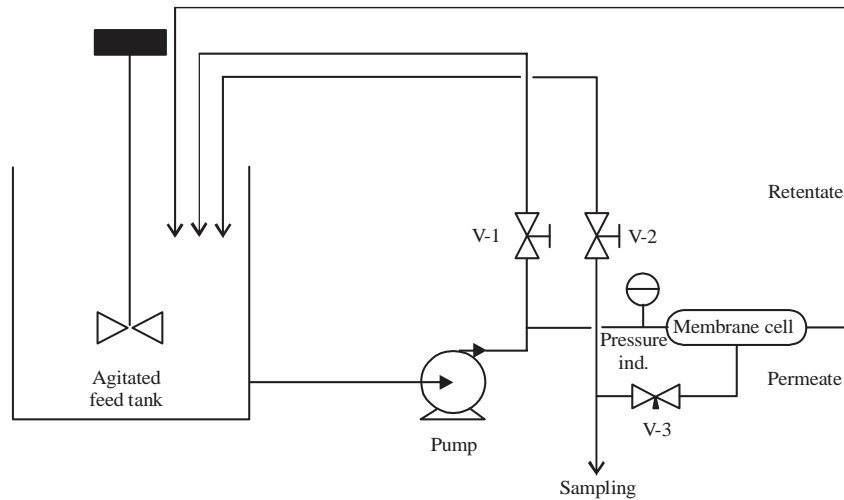 Retentate
V-1
V-2
Membrane cell
Pressure
ind.
Agitated
feed tank
Permeate
V-3
Pump
Sampling